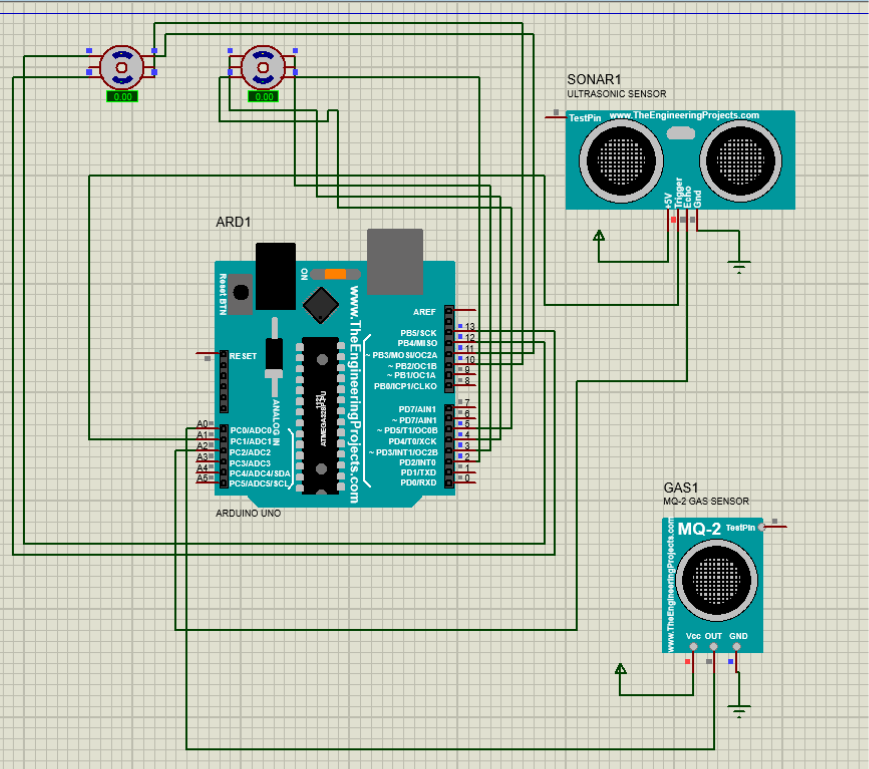 0.00
0.00
SONAR1
ULTRASONIC SENSOR
TestPin
www.TheEngineeringProjects.com
+5V
Trigger
Echo
Gnd
ARD1
Reset BTN
ON
www.TheEngineeringProjects.com
AREF
PB5/SCK
13
PB4/MISO
12
~ PB3/MOSI/OC2A
11
~ PB2/OC1B
10
~ PB1/OC1A
9
PB0/ICP1/CLKO
8
RESET
PD7/AIN1
7
~ PD7/AIN1
6
~ PD5/T1/OC0B
5
PD4/T0/XCK
4
~ PD3/INT1/OC2B
3
PD2/INT0
2
PD1/TXD
1
PD0/RXD
0
ANALOG IN
A0
PC0/ADC0
A1
PC1/ADC1
A2
PC2/ADC2
A3
PC3/ADC3
A4
PC4/ADC4/SDA
A5
PC5/ADC5/SCL
ARDUINO UNO
GAS1
MQ-2 GAS SENSOR
MQ-2
TestPin
www.TheEngineeringProjects.com
Vcc OUT GND